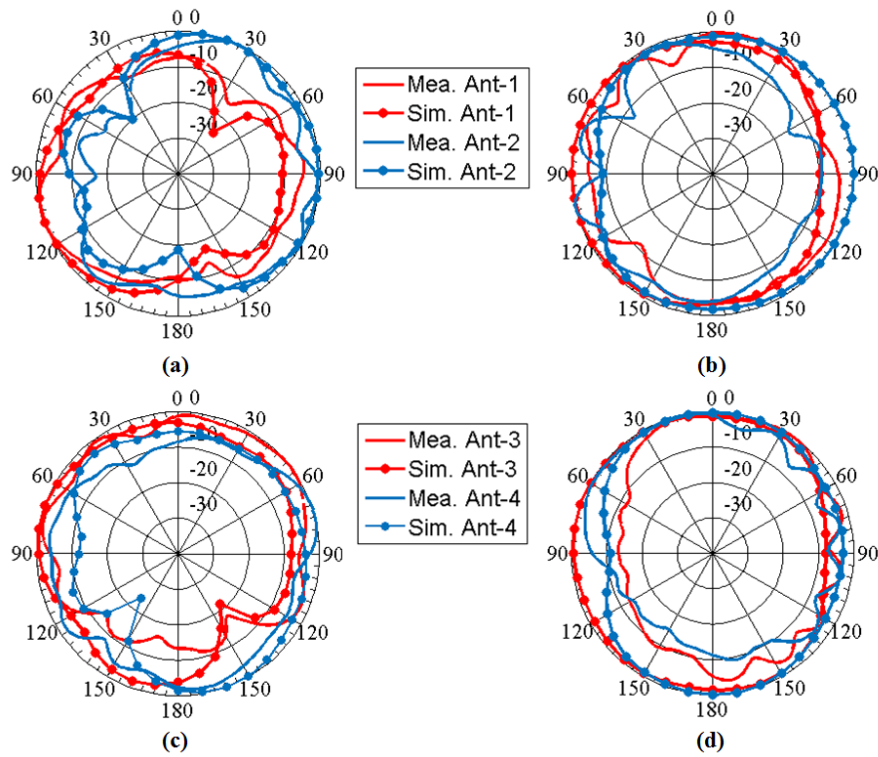 0 0
30 30
-10
60 -20 60
-30
90 90
120 120
150 150
180
(a)
Mea. Ant-1
Sim. Ant-1
Mea. Ant-2
Sim. Ant-2
0 0
30 30
-10
60 -20 60
-30
90 90
120 120
150 150
180
(b)
0 0
30 30
-10
60 -20 60
-30
90 90
120 120
150 150
180
(c)
Mea. Ant-3
Sim. Ant-3
Mea. Ant-4
Sim. Ant-4
0 0
30 30
-10
60 -20 60
-30
90 90
120 120
150 150
180
(d)